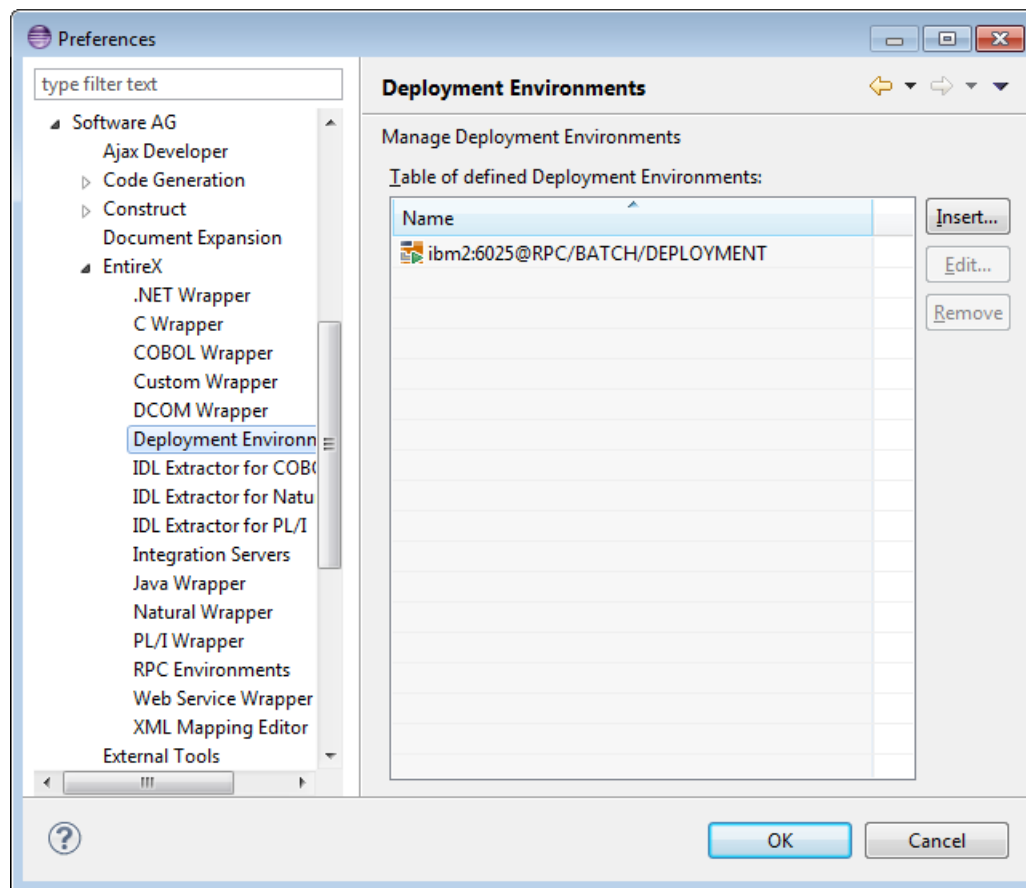 Preferences
type filter text
Software AG
Ajax Developer
Code Generation
Construct
Document Expansion
EntireX
.NET Wrapper
C Wrapper
COBOL Wrapper
Custom Wrapper
DCOM Wrapper
Deployment Environn
IDL Extractor for COBO
IDL Extractor for Natu
IDL Extractor for PL/I
Integration Servers
Java Wrapper
Natural Wrapper
PL/I Wrapper
RPC Environments
Web Service Wrapper
XML Mapping Editor
External Tools
Deployment Environments
Manage Deployment Environments
Table of defined Deployment Environments:
Name
ibm2:6025@RPC/BATCH/DEPLOYMENT
Insert...
Edit...
Remove
OK
Cancel